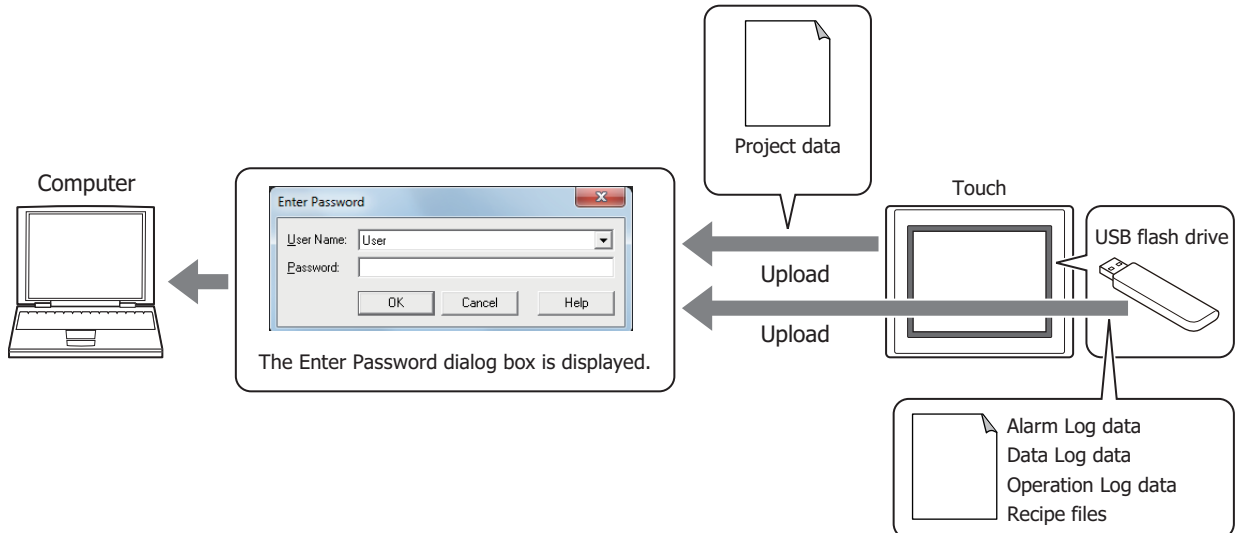 Project data
Computer
Touch
Enter Password
User Name: User
Password:
OK Cancel Help
The Enter Password dialog box is displayed.
Upload
Upload
USB flash drive
Alarm Log data
Data Log data
Operation Log data
Recipe files